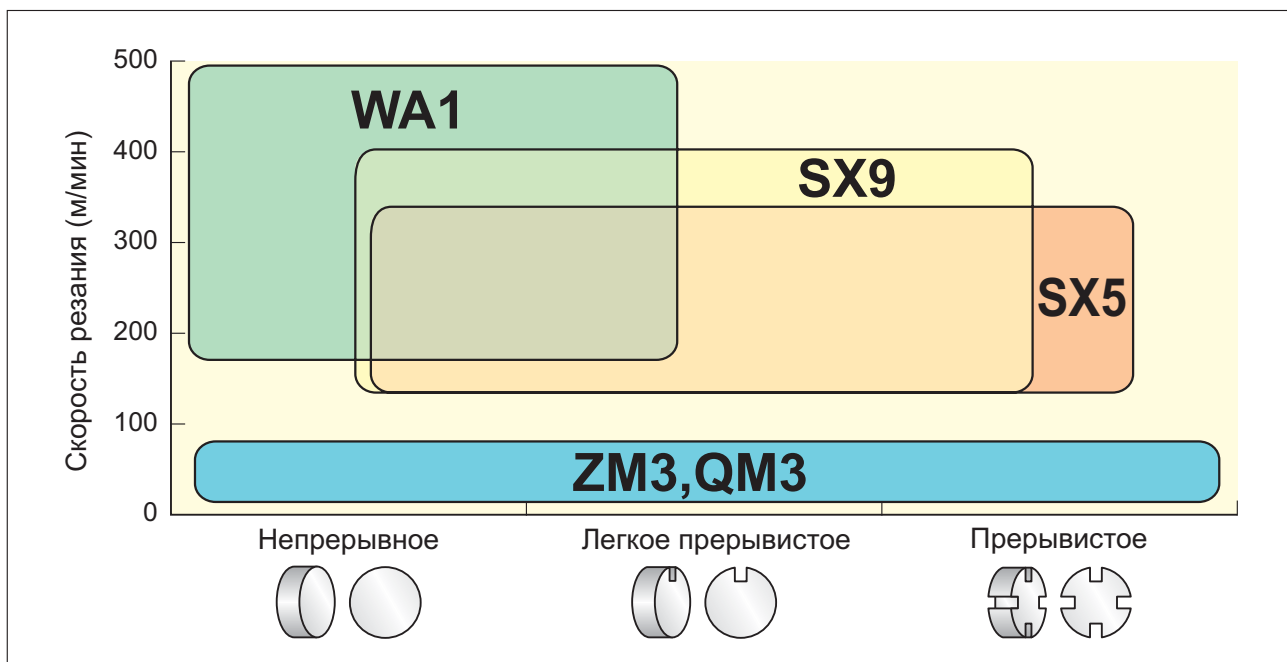 Скорость резания (м/мин)
500
400
300
200
100
0
WA1
SX9
SX5
ZM3,QM3
Непрерывное
Легкое прерывистое
Прерывистое